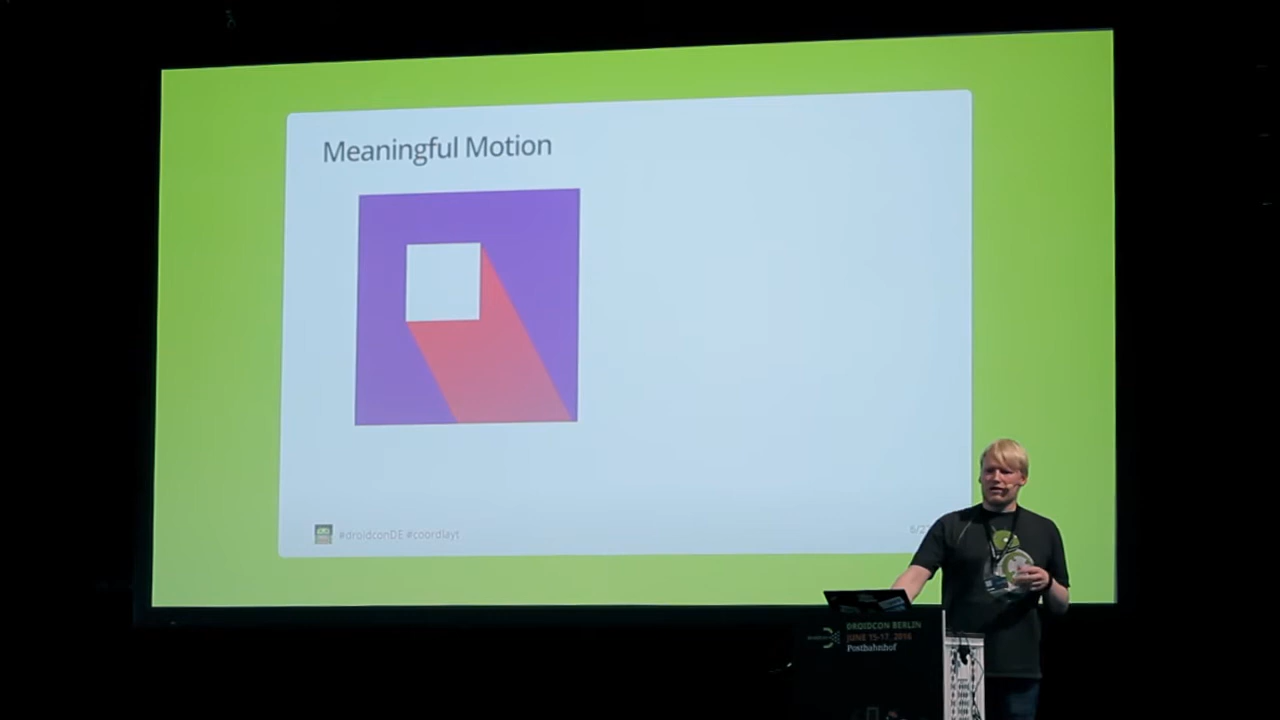 Meaningful Motion
#droidconDE #coordlayt
DROIDCON BERLIN
JUNE 15-17, 2016
Postbahnhof